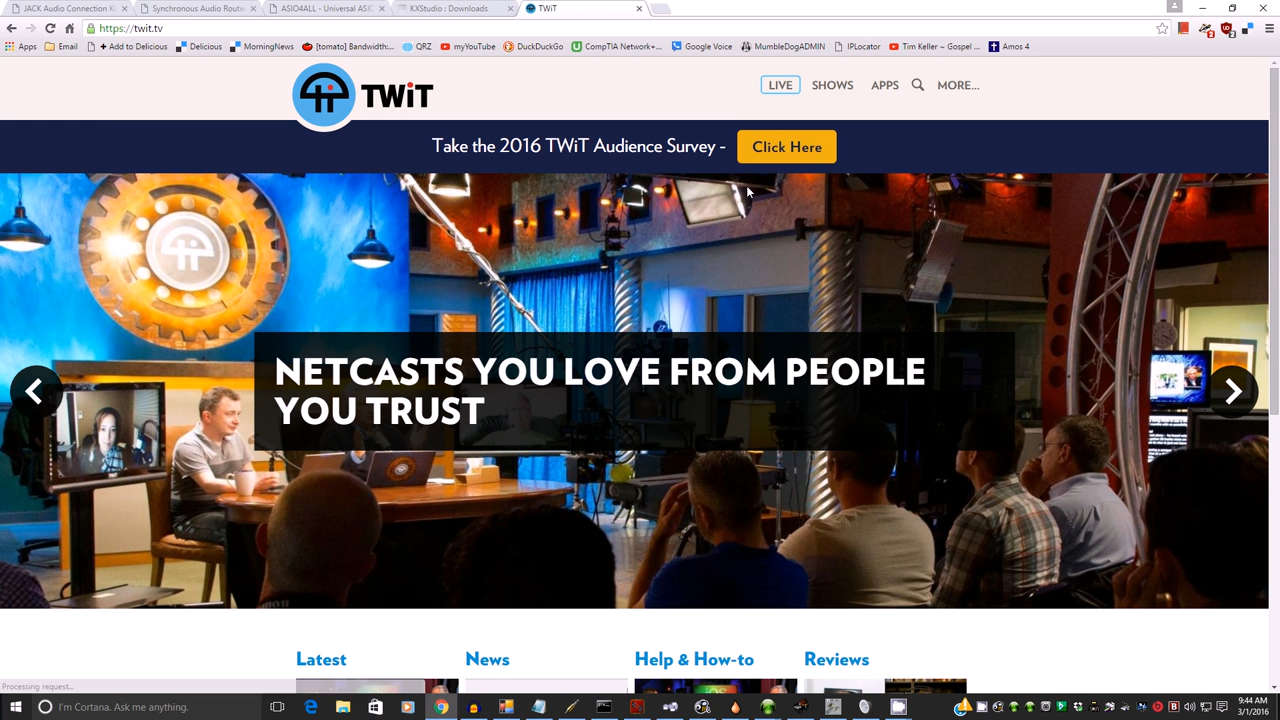 JACK Audio Connection K
Synchronous Audio Route
ASIO4ALL - Universal ASI
KXStudio : Downloads
TWiT
https://twit.tv
Apps
Email
+ Add to Delicious
Delicious
MorningNews
[tomato] Bandwidth:...
QRZ
myYouTube
DuckDuckGo
CompTIA Network+...
Google Voice
MumbleDogADMIN
IPLocator
Tim Keller ~ Gospel ...
Amos 4
TWiT
LIVE
SHOWS
APPS
MORE...
Take the 2016 TWiT Audience Survey -
Click Here
NETCASTS YOU LOVE FROM PEOPLE
YOU TRUST
Latest
News
Help & How-to
Reviews
Processing request...
I'm Cortana. Ask me anything.
9:44 AM
3/1/2016